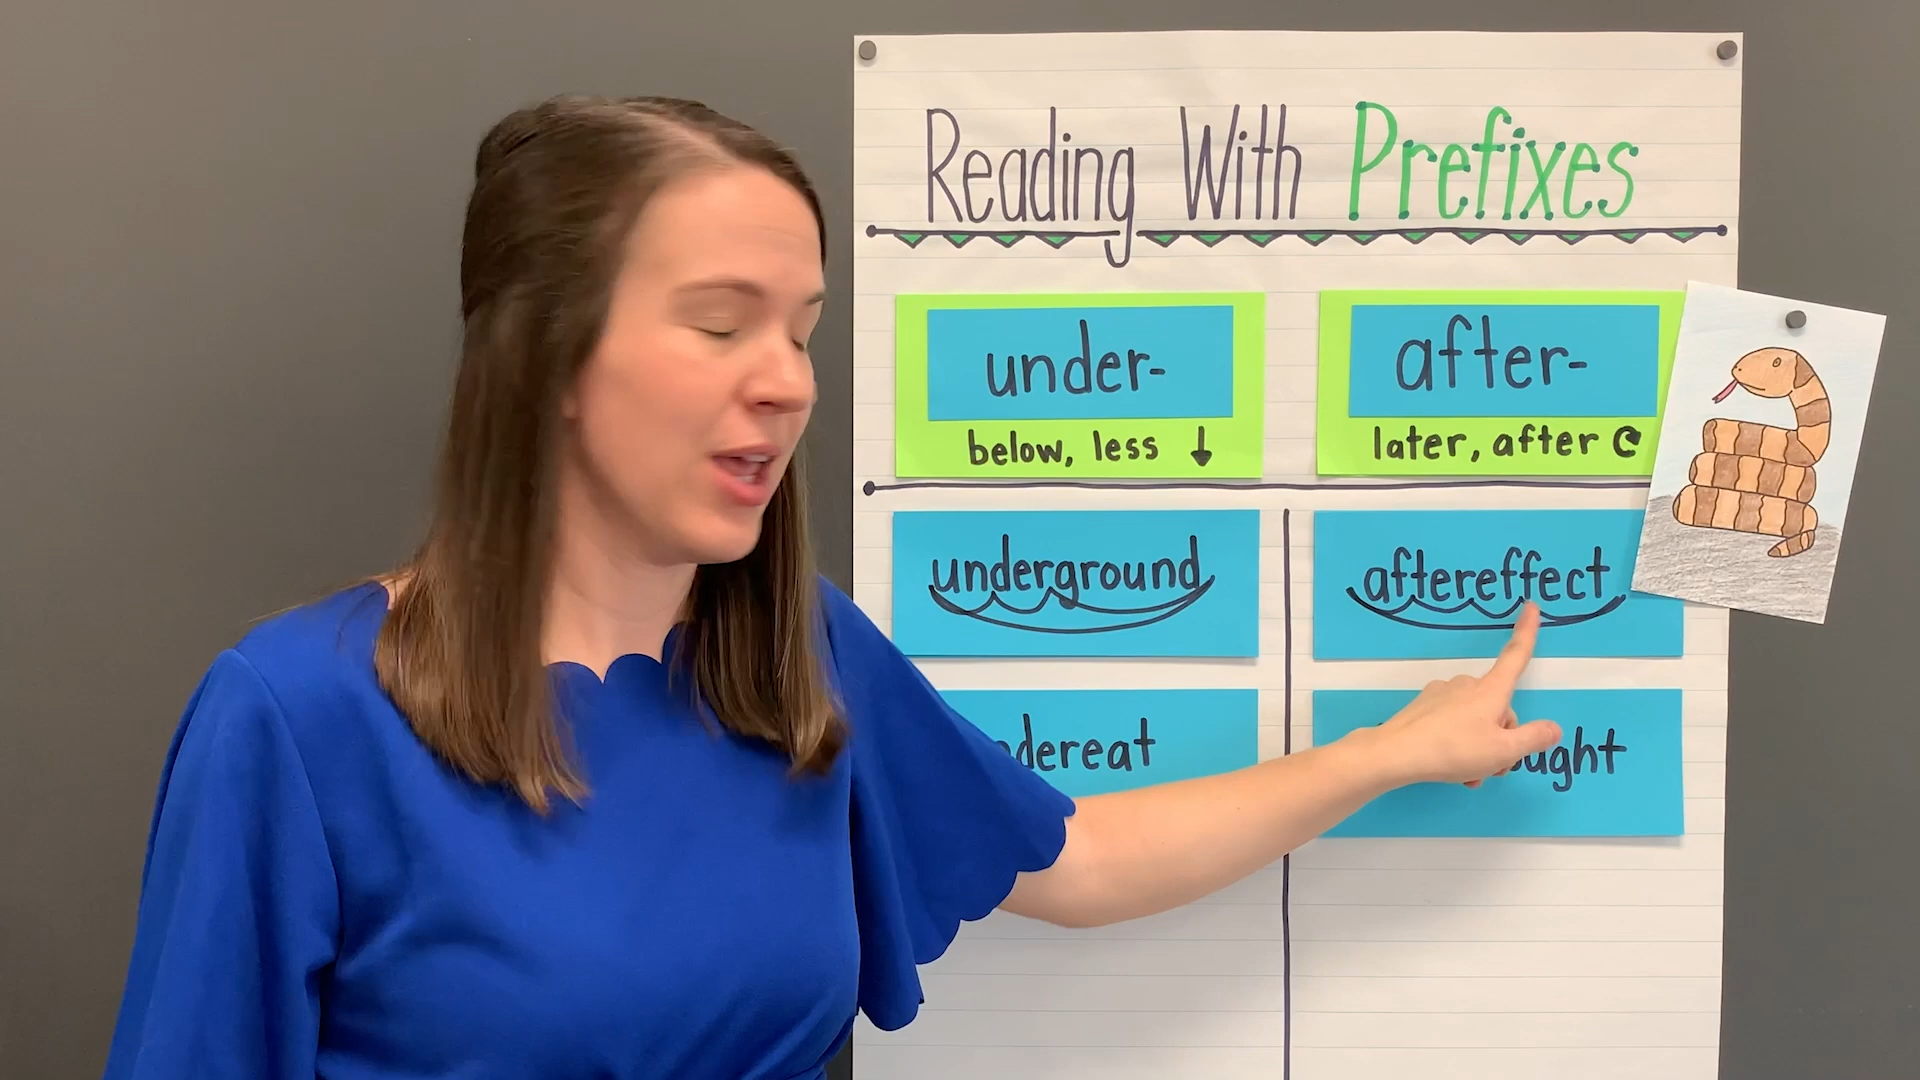 Reading With Prefixes
under-
below, less
after-
later, after
underground
aftereffect